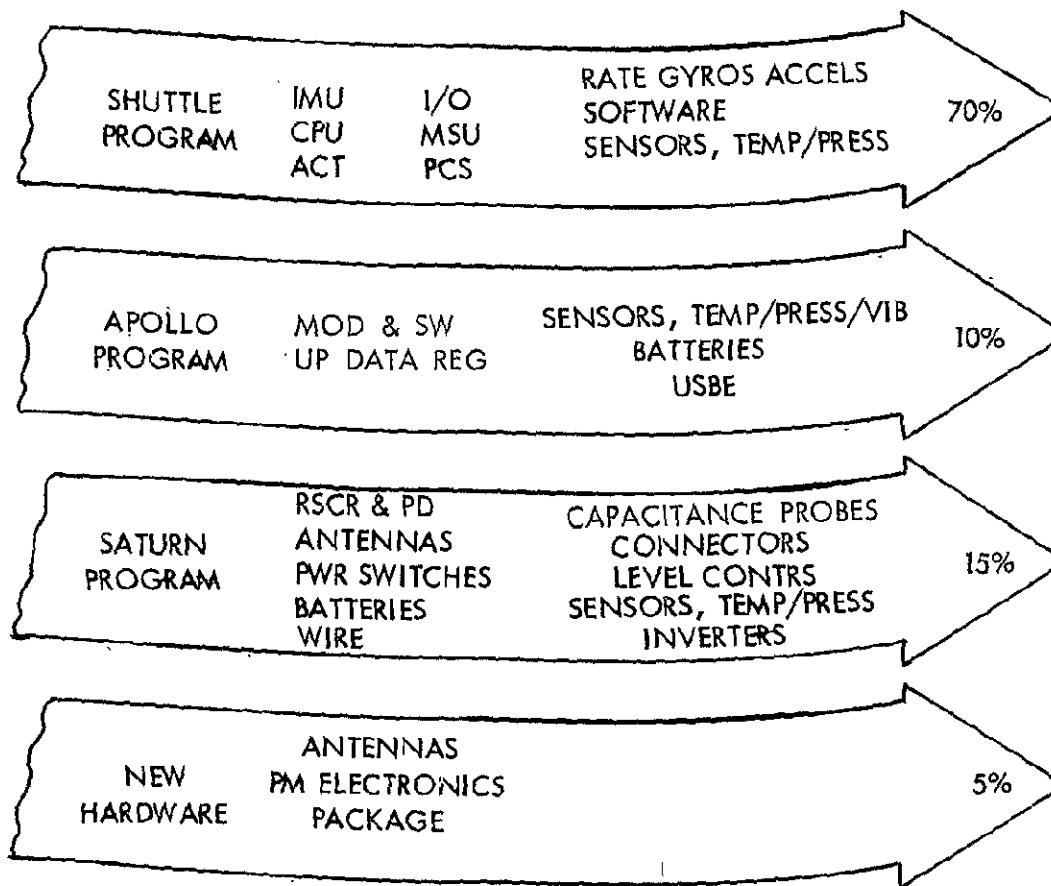 SHUTTLE
PROGRAM
IMU
CPU
ACT
I/O
MSU
PCS
RATE GYROS ACCELS
SOFTWARE
SENSORS, TEMP/PRESS
70%
APOLLO
PROGRAM
MOD & SW
UP DATA REG
SENSORS, TEMP/PRESS/VIB
BATTERIES
USBE
10%
SATURN
PROGRAM
RSCR & PD
ANTENNAS
PWR SWITCHES
BATTERIES
WIRE
CAPACITANCE PROBES
CONNECTORS
LEVEL CONTRS
SENSORS, TEMP/PRESS
INVERTERS
15%
NEW
HARDWARE
ANTENNAS
PM ELECTRONICS
PACKAGE
5%